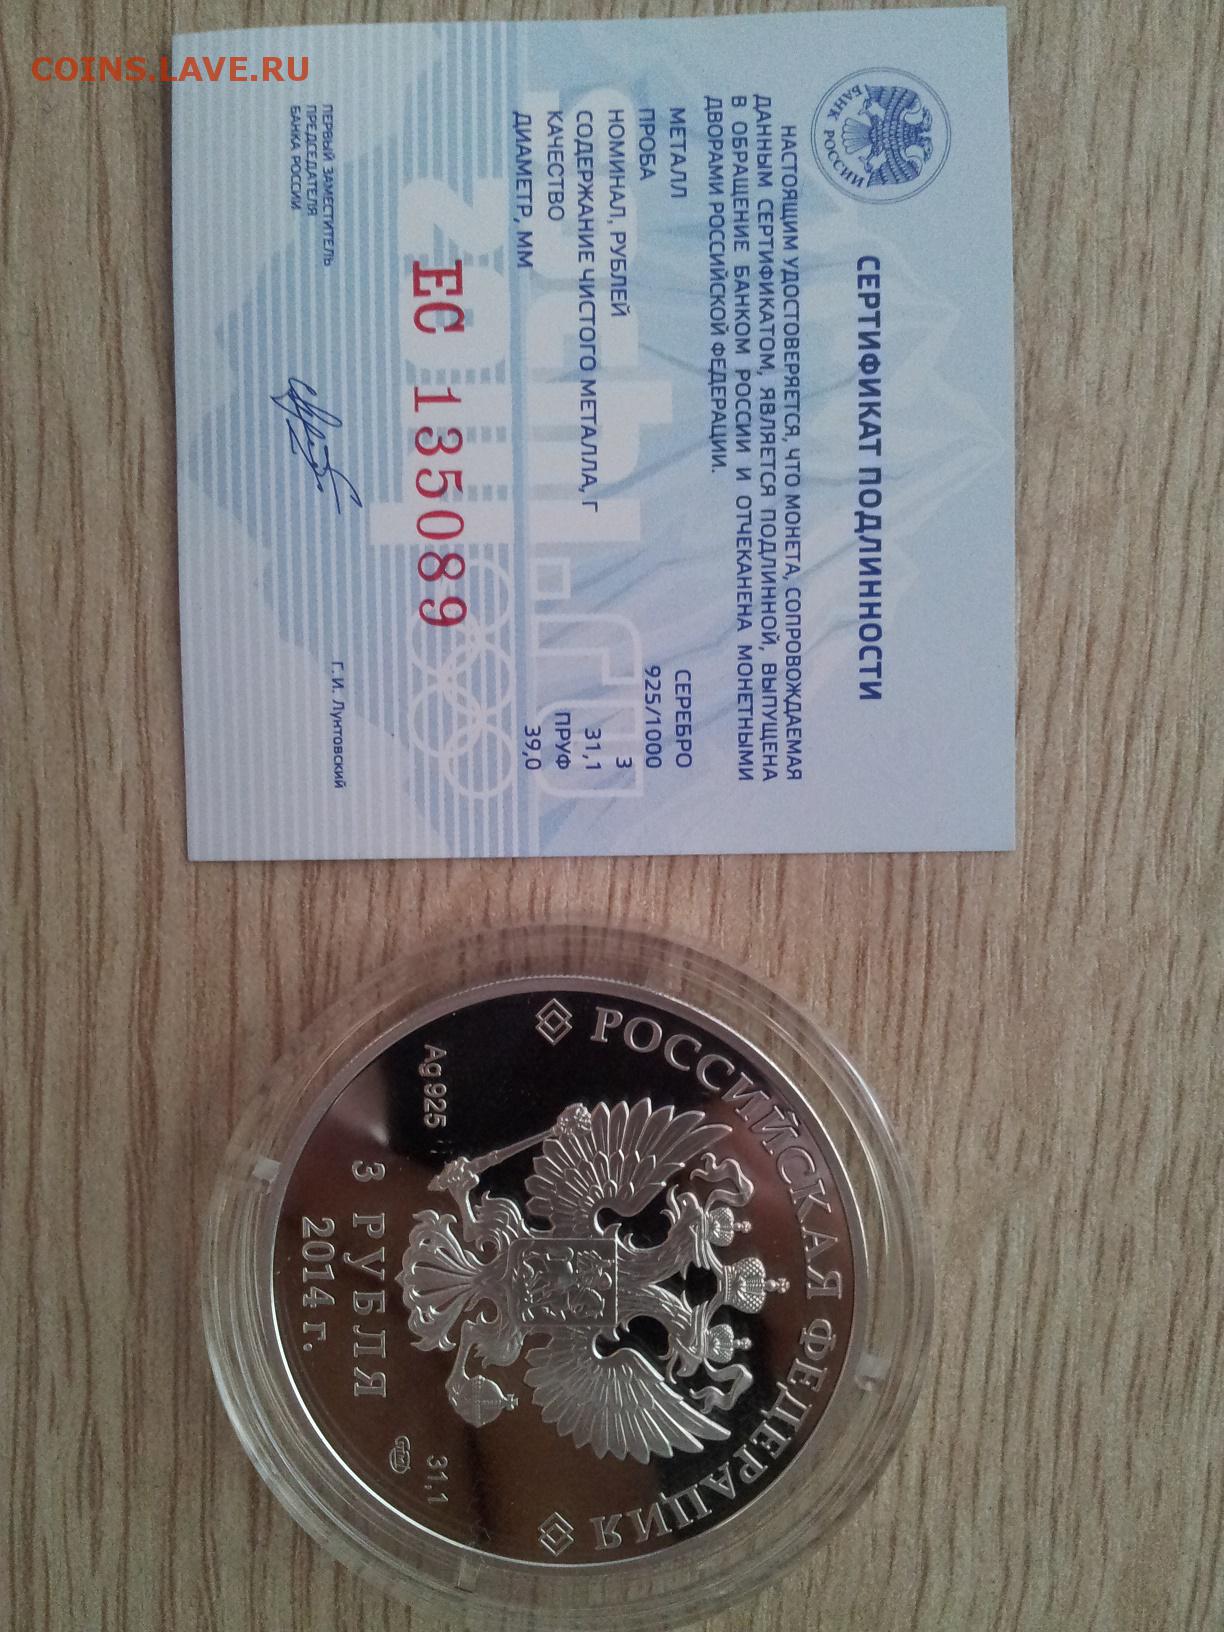 COINS.LAVE.RU
БАНК РОССИИ
СЕРТИФИКАТ ПОДЛИННОСТИ
НАСТОЯЩИМ УДОСТОВЕРЯЕТСЯ, ЧТО МОНЕТА, СОПРОВОЖДАЕМАЯ
ДАННЫМ СЕРТИФИКАТОМ, ЯВЛЯЕТСЯ ПОДЛИННОЙ, ВЫПУЩЕНА
В ОБРАЩЕНИЕ БАНКОМ РОССИИ И ОТЧЕКАНЕНА МОНЕТНЫМИ
ДВОРАМИ РОССИЙСКОЙ ФЕДЕРАЦИИ.
МЕТАЛЛ СЕРЕБРО
ПРОБА 925/1000
НОМИНАЛ, РУБЛЕЙ 3
СОДЕРЖАНИЕ ЧИСТОГО МЕТАЛЛА, Г 31,1
КАЧЕСТВО ПРУФ
ДИАМЕТР, ММ 39,0
sochi.ru
2014
ЕС 135089
ПЕРВЫЙ ЗАМЕСТИТЕЛЬ
ПРЕДСЕДАТЕЛЯ
БАНКА РОССИИ
Г. И. Лунтовский
РОССИЙСКАЯ ФЕДЕРАЦИЯ
Ag 925
31,1
3 РУБЛЯ
2014 г.